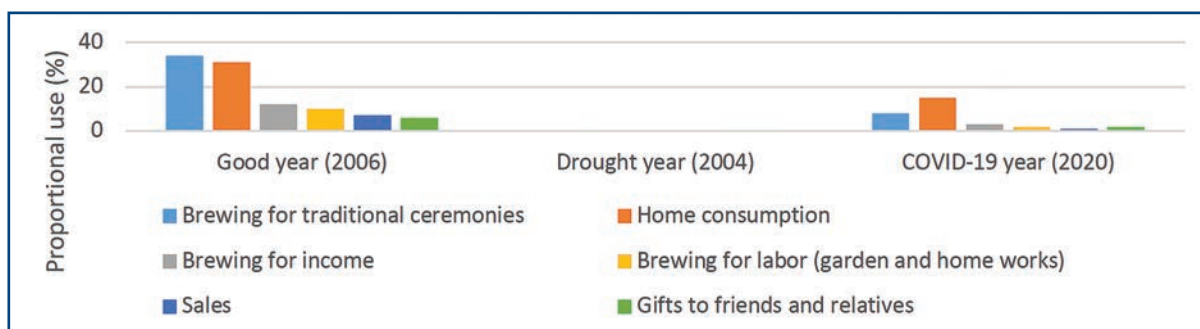 Proportional use (%)
40
20
0
Good year (2006) Drought year (2004) COVID-19 year (2020)
Brewing for traditional ceremonies Home consumption
Brewing for income Brewing for labor (garden and home works)
Sales Gifts to friends and relatives